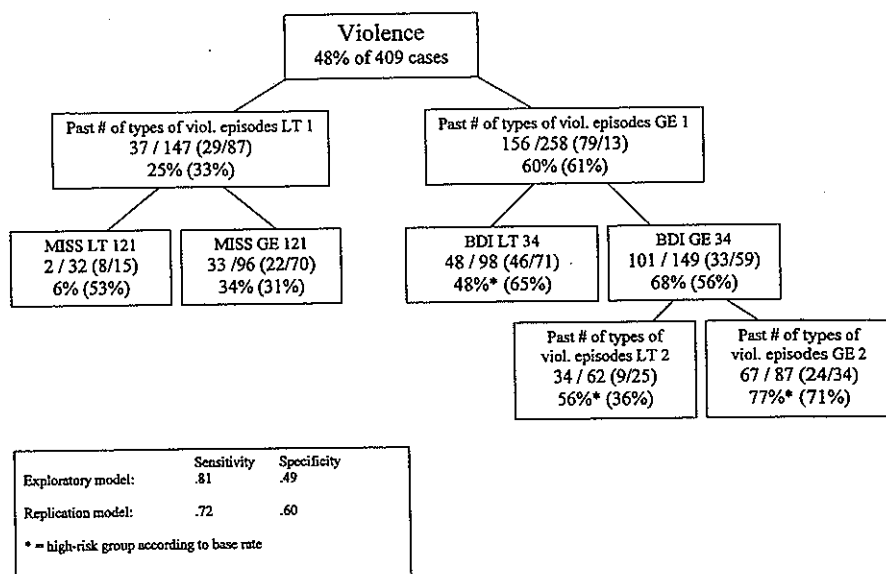 Violence
48% of 409 cases
Past # of types of viol. episodes LT 1
37 / 147 (29/87)
25% (33%)
Past # of types of viol. episodes GE 1
156 /258 (79/13)
60% (61%)
MISS LT 121
2 / 32 (8/15)
6% (53%)
MISS GE 121
33 /96 (22/70)
34% (31%)
BDI LT 34
48 / 98 (46/71)
48%* (65%)
BDI GE 34
101 / 149 (33/59)
68% (56%)
Past # of types of
viol. episodes LT 2
34 / 62 (9/25)
56%* (36%)
Past # of types of
viol. episodes GE 2
67 / 87 (24/34)
77%* (71%)
Sensitivity Specificity
Exploratory model: .81 .49
Replication model: .72 .60
* = high-risk group according to base rate